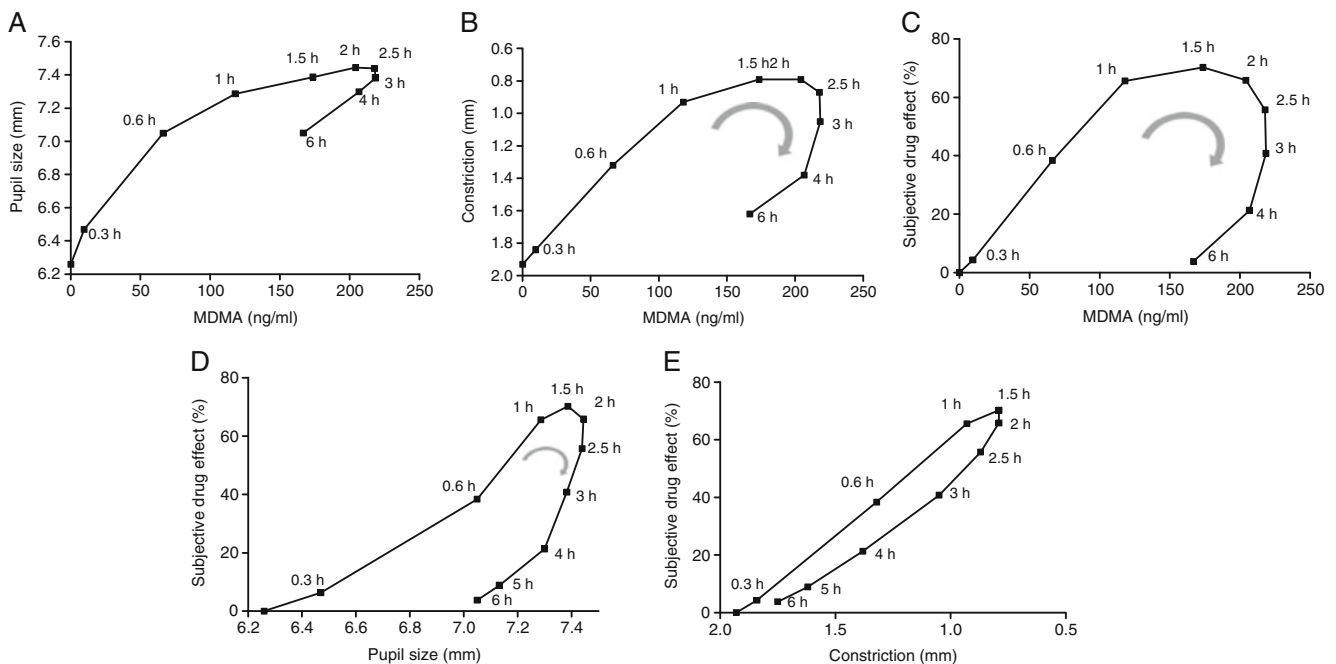 A
7.6
7.4
7.2
7.0
6.8
6.6
6.4
6.2
Pupil size (mm)
0.3 h
0.6 h
1 h
1.5 h
2 h
2.5 h
3 h
4 h
6 h
0 50 100 150 200 250
MDMA (ng/ml)
B
0.6
0.8
1.0
1.2
1.4
1.6
1.8
2.0
Constriction (mm)
0.3 h
0.6 h
1 h
1.5 h2 h
2.5 h
3 h
4 h
6 h
0 50 100 150 200 250
MDMA (ng/ml)
C
80
60
40
20
0
Subjective drug effect (%)
0.3 h
0.6 h
1 h
1.5 h
2 h
2.5 h
3 h
4 h
6 h
0 50 100 150 200 250
MDMA (ng/ml)
D
80
60
40
20
0
Subjective drug effect (%)
0.3 h
0.6 h
1 h
1.5 h
2 h
2.5 h
3 h
4 h
5 h
6 h
6.2 6.4 6.6 6.8 7.0 7.2 7.4
Pupil size (mm)
E
80
60
40
20
0
Subjective drug effect (%)
0.3 h
0.6 h
1 h
1.5 h
2 h
2.5 h
3 h
4 h
5 h
6 h
2.0 1.5 1.0 0.5
Constriction (mm)